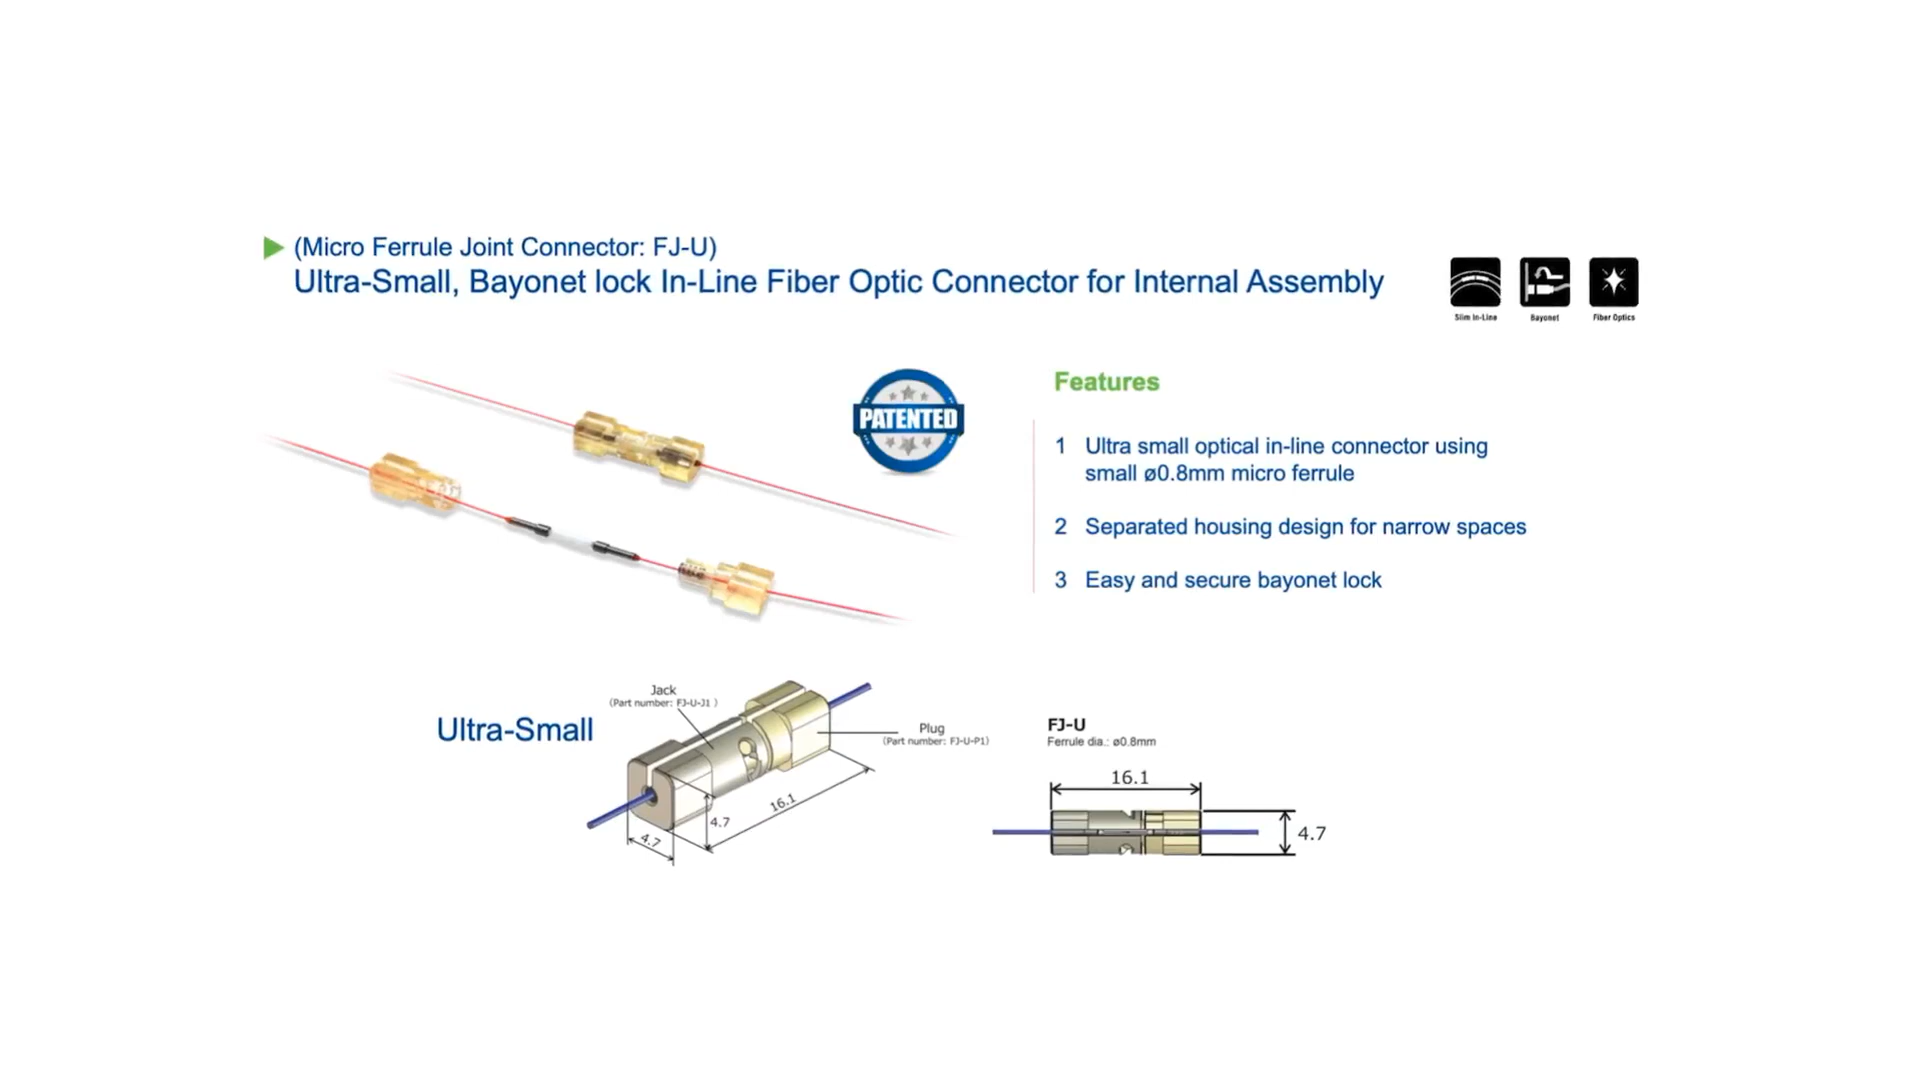 (Micro Ferrule Joint Connector: FJ-U)
Ultra-Small, Bayonet lock In-Line Fiber Optic Connector for Internal Assembly
Slim In-Line
Bayonet
Fiber Optics
PATENTED
Features
1 Ultra small optical in-line connector using
small ø0.8mm micro ferrule
2 Separated housing design for narrow spaces
3 Easy and secure bayonet lock
Ultra-Small
Jack
(Part number: FJ-U-J1 )
Plug
(Part number: FJ-U-P1)
16.1
4.7
4.7
FJ-U
Ferrule dia.: ø0.8mm
16.1
4.7